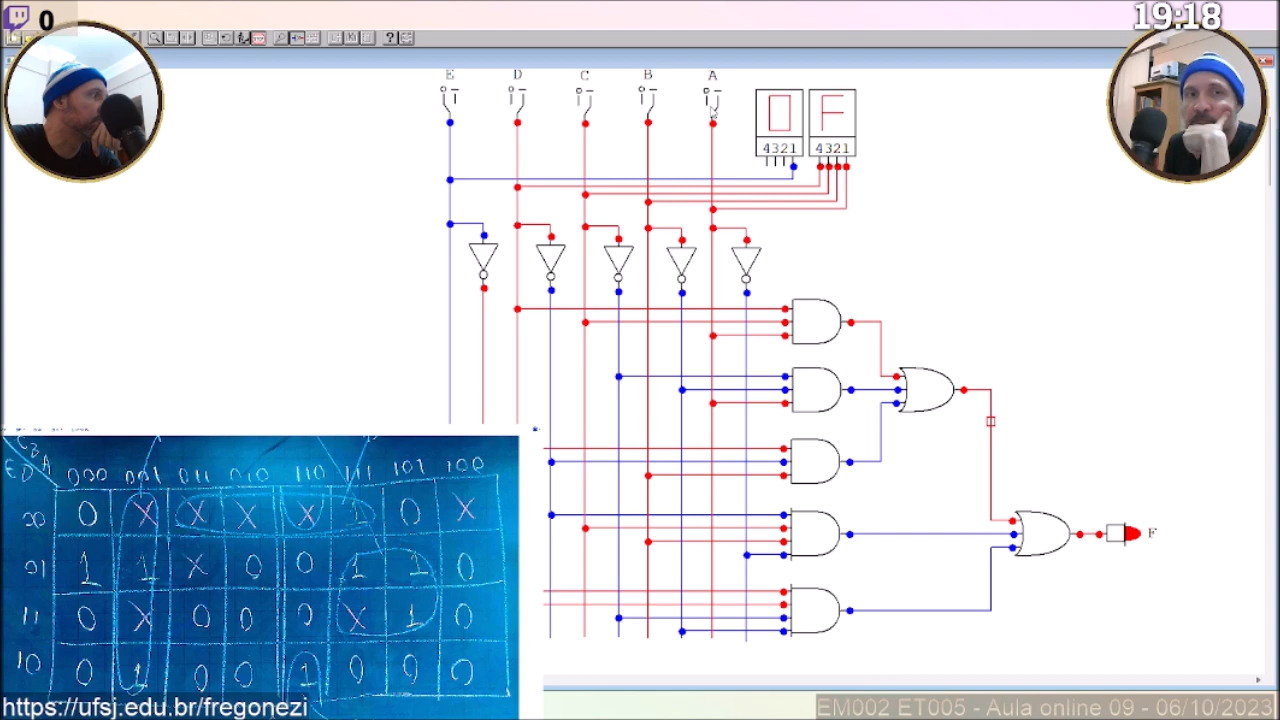 0
19:18
E D C B A
0 F
4321 4321
F
CBA
ED
000 001 011 010 110 111 101 100
00 0 X X X X 1 0 X
01 1 1 X 0 0 1 1 0
11 0 X 0 0 0 X 1 0
10 0 1 0 0 1 0 0 0
https://ufsj.edu.br/fregonezi
EM002 ET005 - Aula online 09 - 06/10/2023